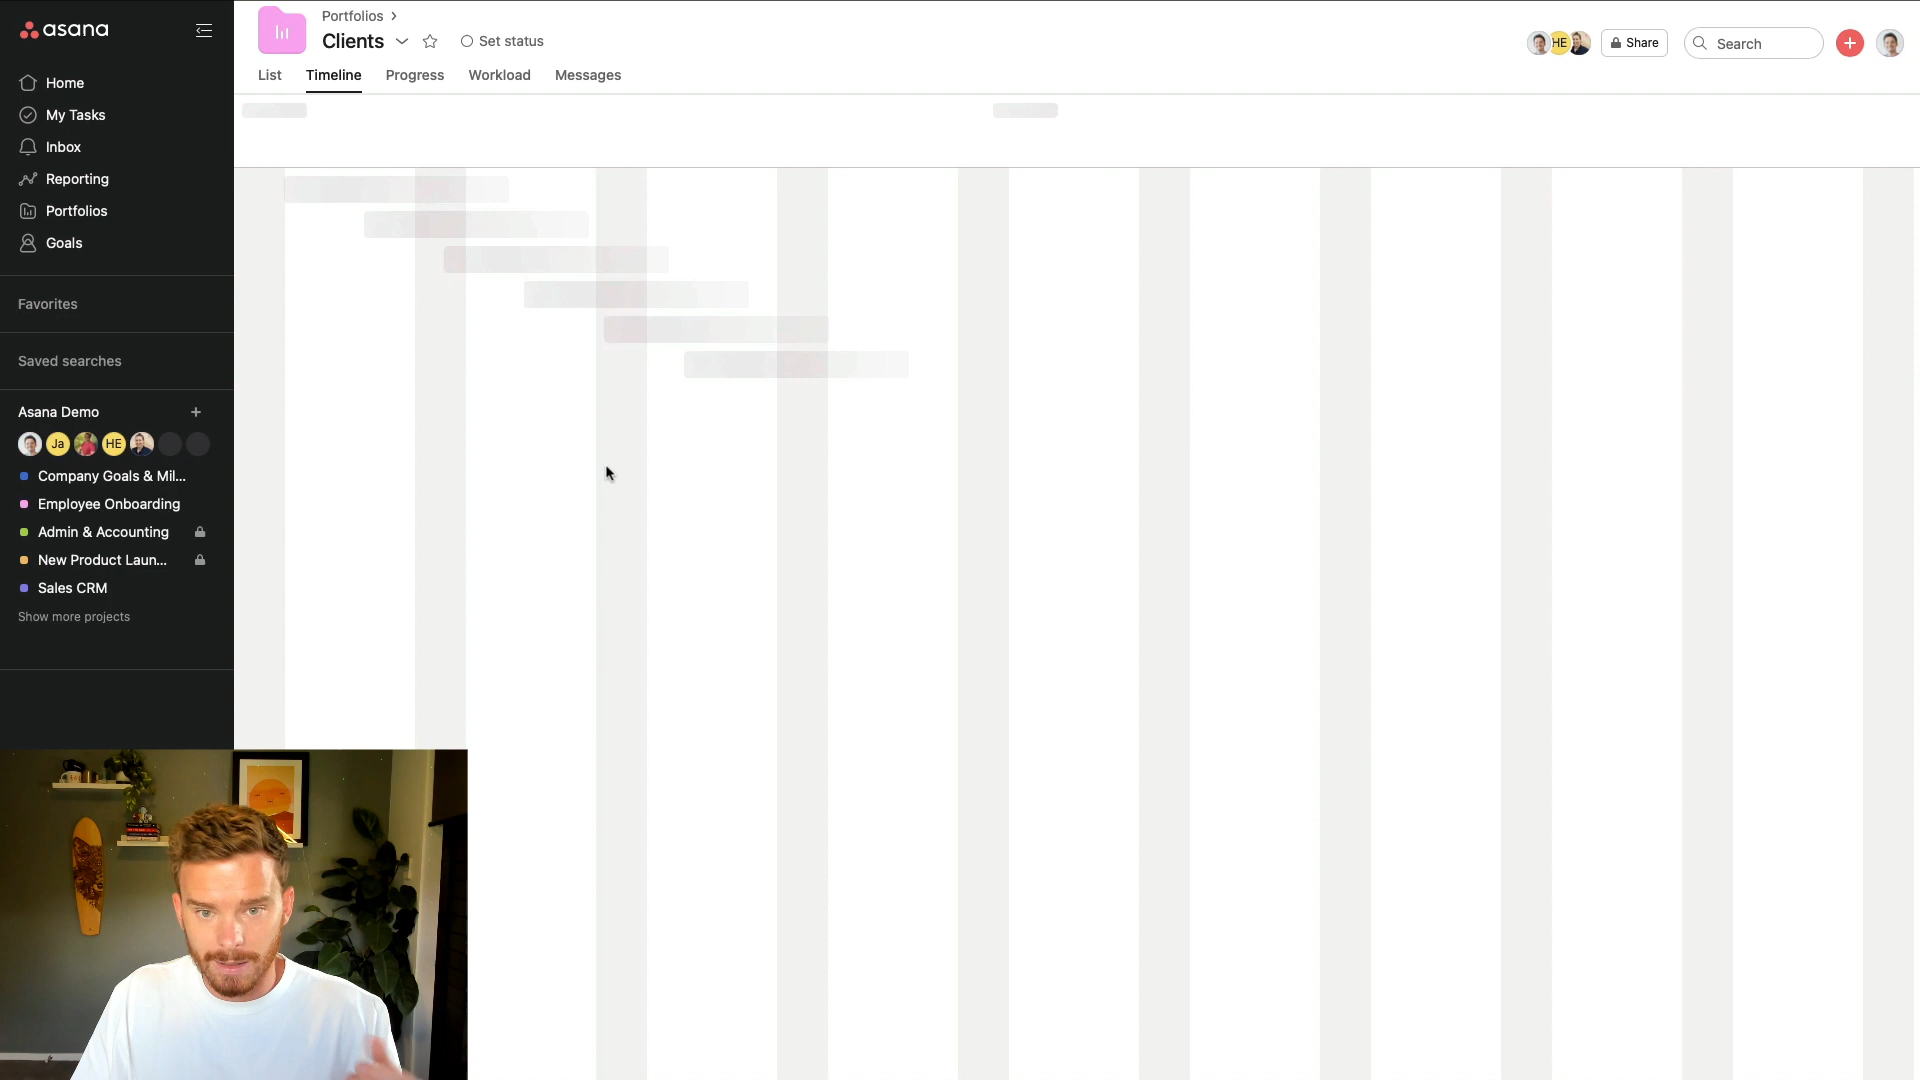 asana
Home
My Tasks
Inbox
Reporting
Portfolios
Goals
Favorites
Saved searches
Asana Demo
Ja
HE
Company Goals & Mil...
Employee Onboarding
Admin & Accounting
New Product Laun...
Sales CRM
Show more projects
Portfolios
Clients
Set status
HE
Share
Search
List
Timeline
Progress
Workload
Messages